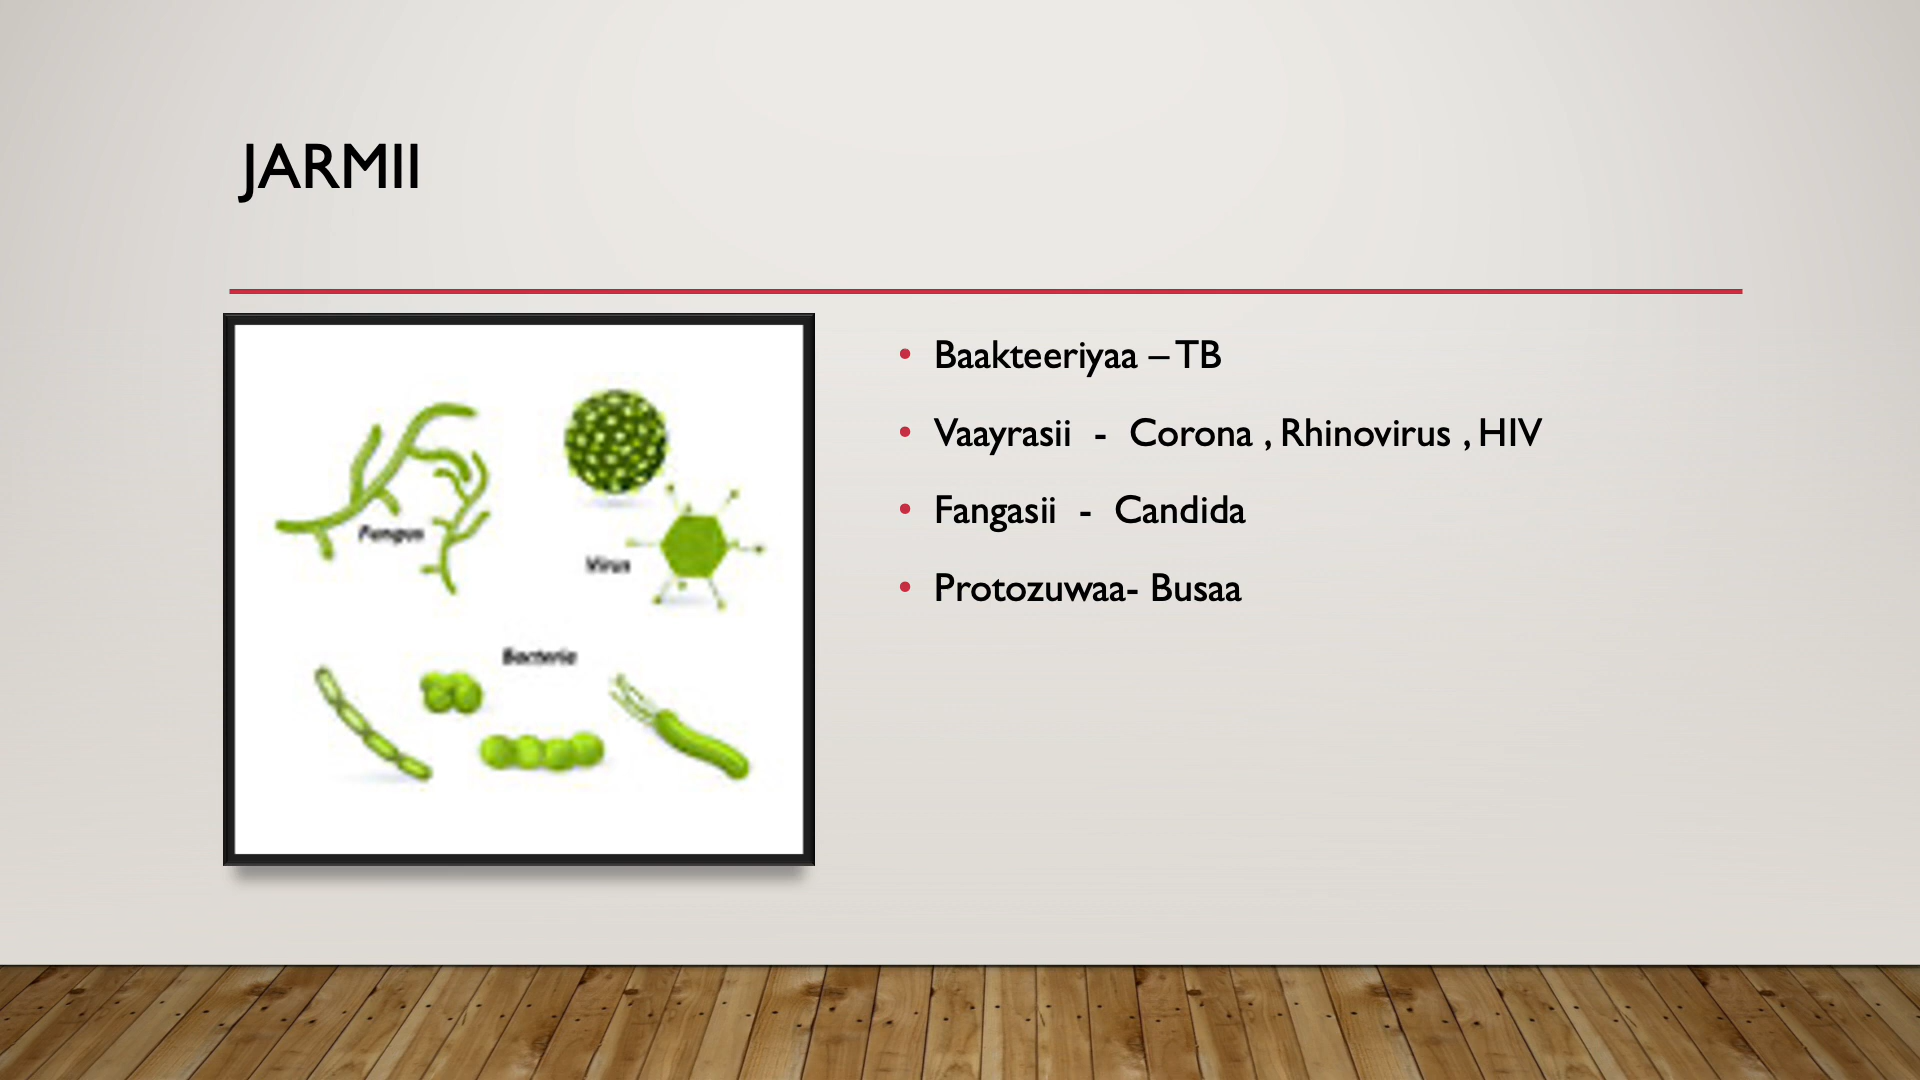 JARMII
Fungus
Virus
Bacteria
• Baakteeriyaa – TB
• Vaayrasii - Corona , Rhinovirus , HIV
• Fangasii - Candida
• Protozuwaa- Busaa